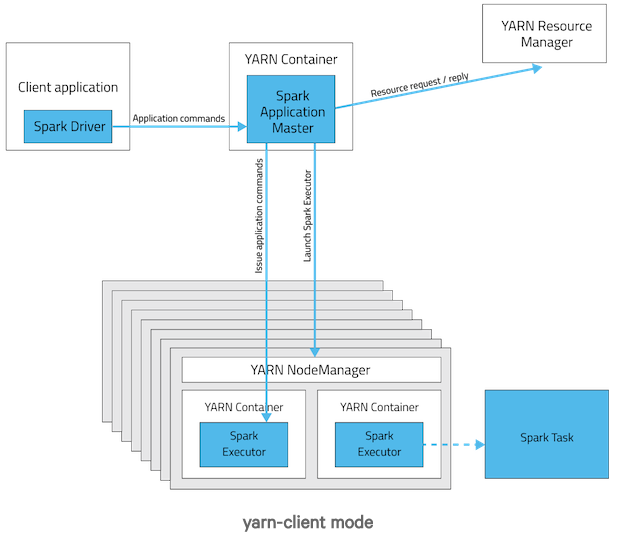 YARN Resource
Manager
Client application
Spark Driver
Application commands
YARN Container
Spark
Application
Master
Resource request / reply
Issue application commands
Launch Spark Executor
YARN NodeManager
YARN Container
Spark
Executor
YARN Container
Spark
Executor
Spark Task
yarn-client mode